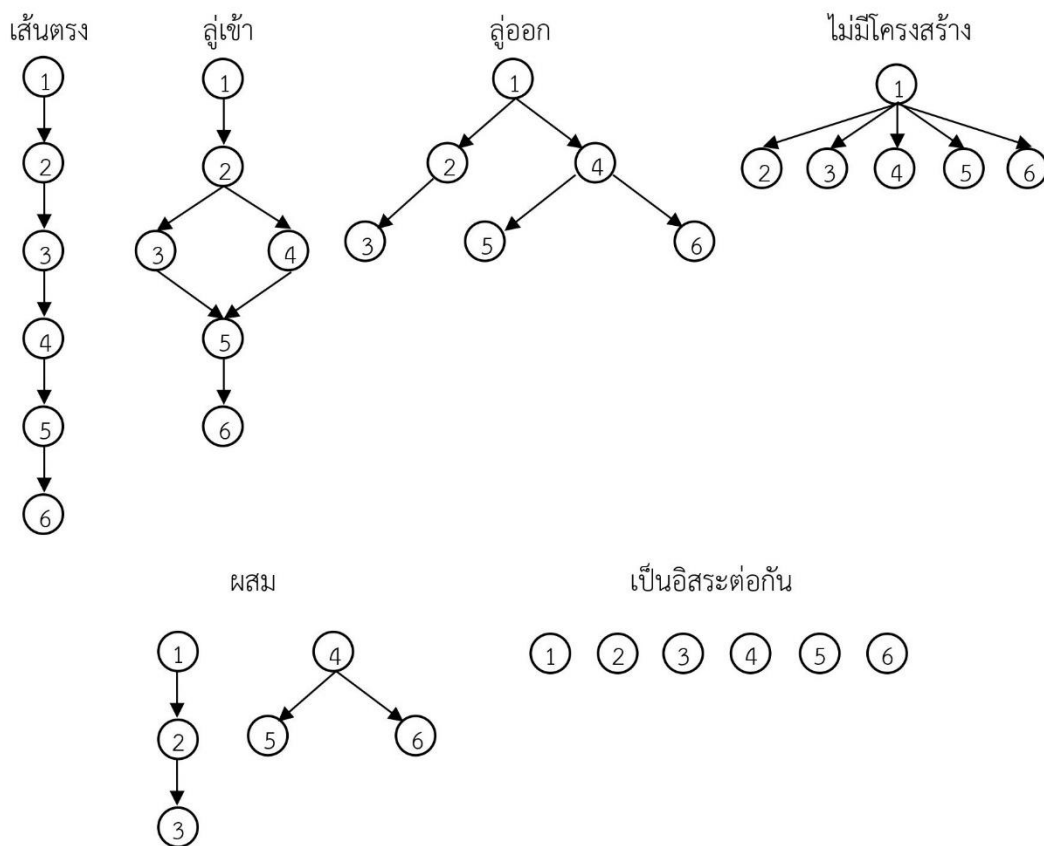 เส้นตรง ลู่เข้า ลู่ออก ไม่มีโครงสร้าง
1 1 1 1
2 2 2 4 2 3 4 5 6
3 3 4 3 5 6
4 5
5 6
6
ผสม เป็นอิสระต่อกัน
1 4 1 2 3 4 5 6
2 5 6
3